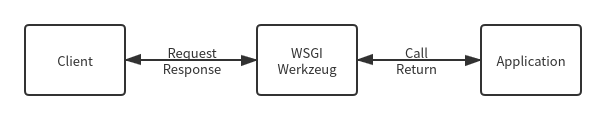 Client
Request
Response
WSGI
Werkzeug
Call
Return
Application